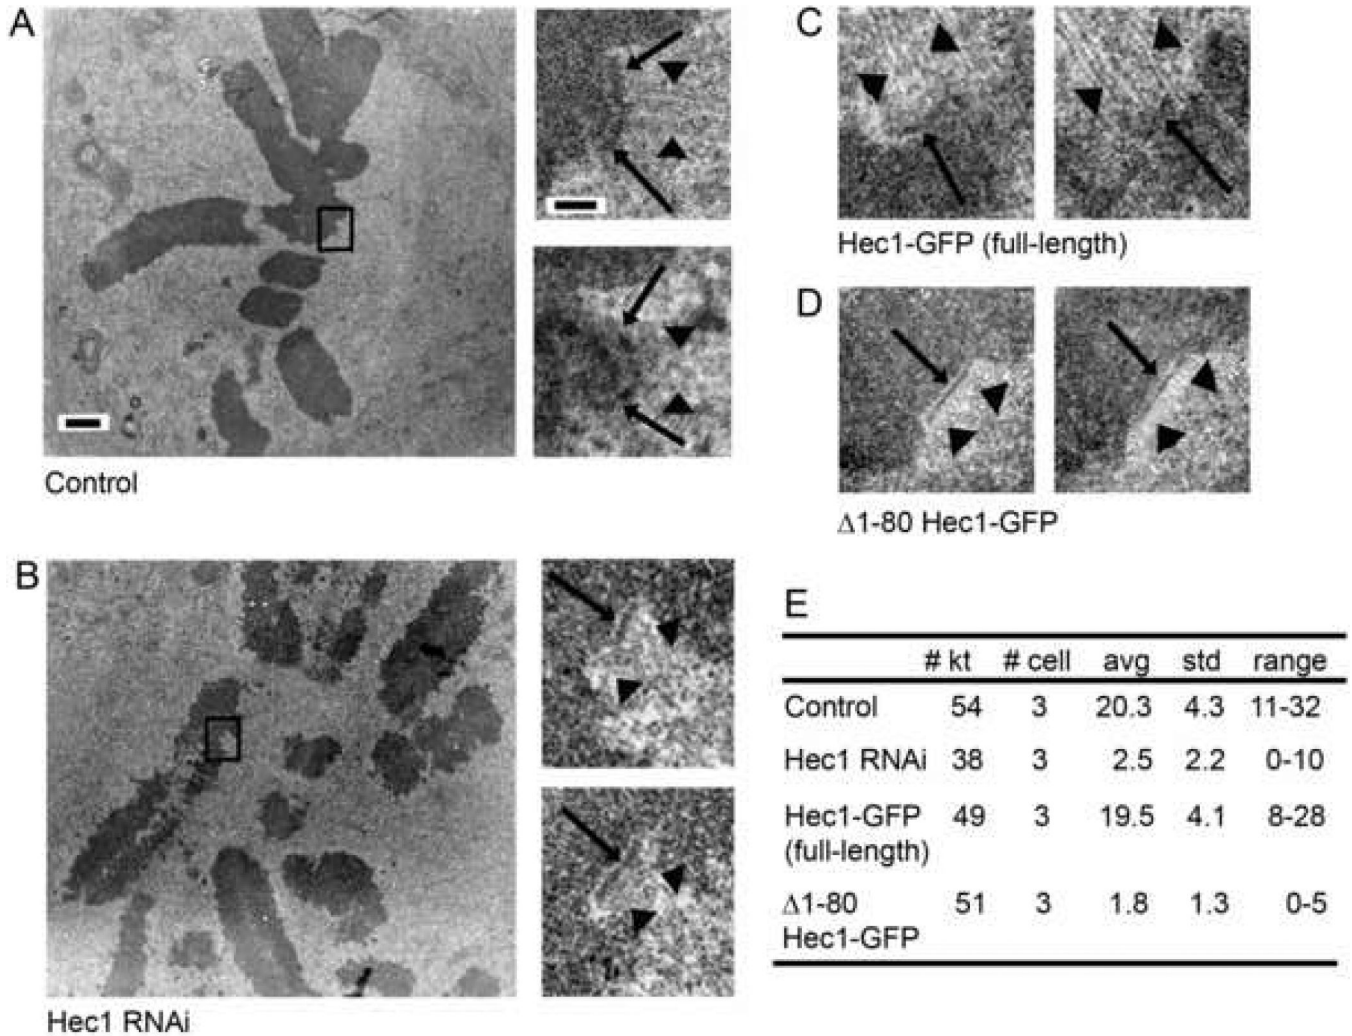 A
Control
B
Hec1 RNAi
C
Hec1-GFP (full-length)
D
Δ1-80 Hec1-GFP
E
# kt # cell avg std range
Control 54 3 20.3 4.3 11-32
Hec1 RNAi 38 3 2.5 2.2 0-10
Hec1-GFP 49 3 19.5 4.1 8-28
(full-length)
Δ1-80 51 3 1.8 1.3 0-5
Hec1-GFP